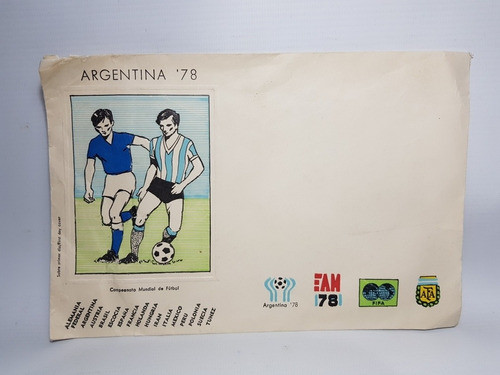 ARGENTINA '78
Campeonato Mundial de Fútbol
ALEMANIA
FEDERAL
ARGENTINA
AUSTRIA
BRASIL
ESCOCIA
ESPAÑA
FRANCIA
HOLANDA
HUNGRIA
IRAN
ITALIA
MEXICO
PERU
POLONIA
SUECIA
TUNEZ
Argentina '78
EAM
78
FIFA
AFA